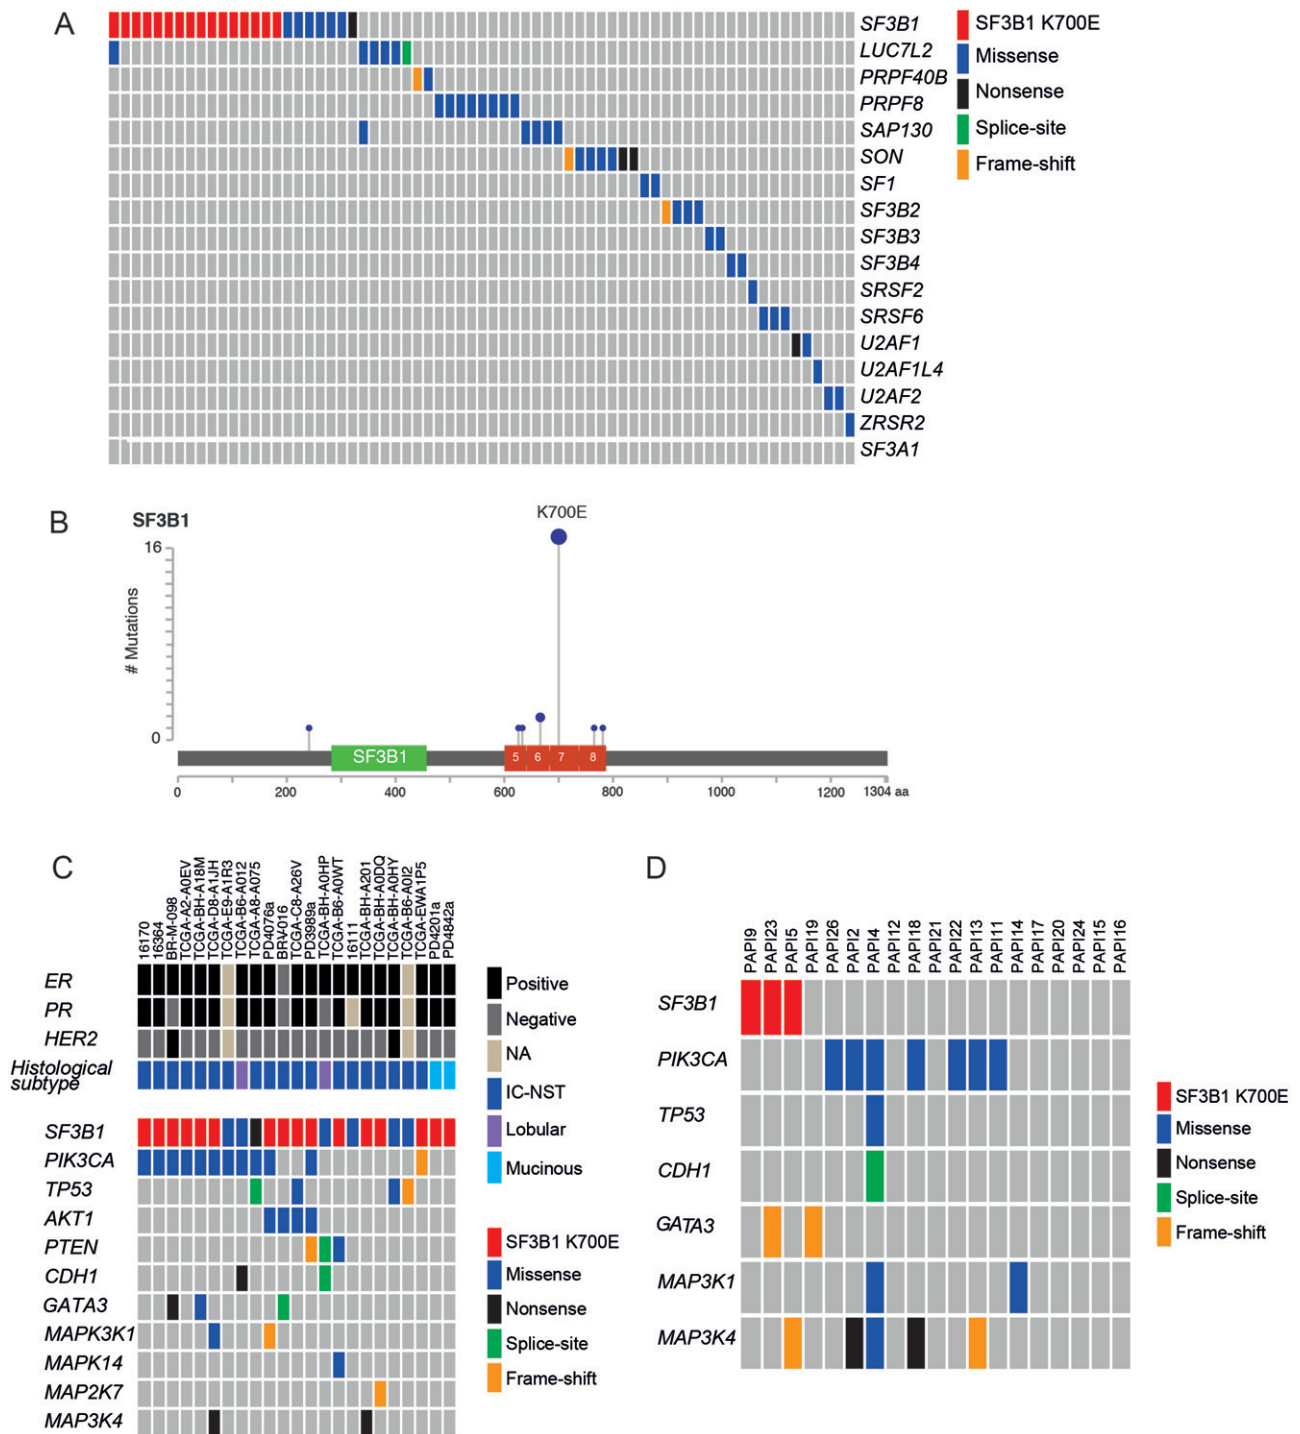 A
SF3B1
LUC7L2
PRPF40B
PRPF8
SAP130
SON
SF1
SF3B2
SF3B3
SF3B4
SRSF2
SRSF6
U2AF1
U2AF1L4
U2AF2
ZRSR2
SF3A1
SF3B1 K700E
Missense
Nonsense
Splice-site
Frame-shift
B
SF3B1
K700E
# Mutations
16
0
SF3B1
5 6 7 8
0 200 400 600 800 1000 1200 1304 aa
C
16170
16364
BR-M-098
TCGA-A2-A0EV
TCGA-BH-A18M
TCGA-D8-A1JH
TCGA-E9-A1R3
TCGA-B6-A012
TCGA-A8-A075
PD4076a
BRV-016
TCGA-C8-A26V
PD3989a
TCGA-BH-A0HP
TCGA-B6-A0WT
16111
TCGA-BH-A201
TCGA-BH-A0DQ
TCGA-BH-A0HY
TCGA-B6-A0I2
TCGA-EWA1P5
PD4201a
PD4842a
ER
PR
HER2
Histological
subtype
Positive
Negative
NA
IC-NST
Lobular
Mucinous
SF3B1
PIK3CA
TP53
AKT1
PTEN
CDH1
GATA3
MAPK3K1
MAPK14
MAP2K7
MAP3K4
SF3B1 K700E
Missense
Nonsense
Splice-site
Frame-shift
D
PAPI9
PAPI23
PAPI5
PAPI19
PAPI26
PAPI2
PAPI4
PAPI12
PAPI18
PAPI21
PAPI22
PAPI13
PAPI11
PAPI14
PAPI17
PAPI20
PAPI24
PAPI15
PAPI16
SF3B1
PIK3CA
TP53
CDH1
GATA3
MAP3K1
MAP3K4
SF3B1 K700E
Missense
Nonsense
Splice-site
Frame-shift